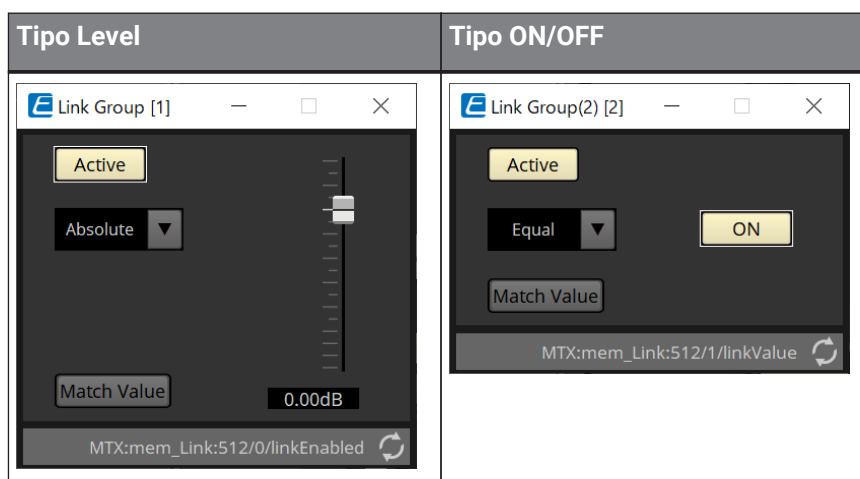 Tipo Level
Tipo ON/OFF
Link Group [1]
Active
Absolute
Match Value
0.00dB
MTX:mem_Link:512/0/linkEnabled
Link Group(2) [2]
Active
Equal
ON
Match Value
MTX:mem_Link:512/1/linkValue